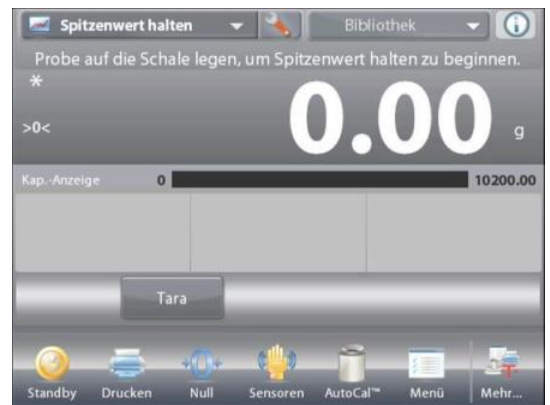 Spitzenwert halten Bibliothek
Probe auf die Schale legen, um Spitzenwert halten zu beginnen.
*
>0< 0.00 g
Kap.-Anzeige 0 10200.00
Tara
Standby Drucken Null Sensoren AutoCal™ Menü Mehr...